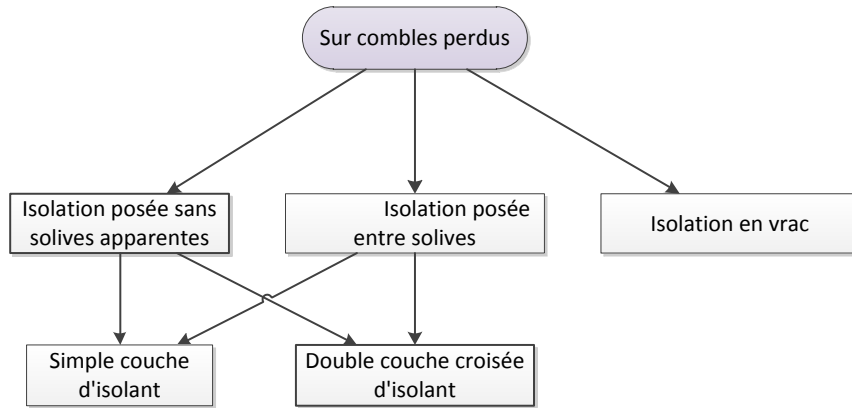 Sur combles perdus
Isolation posée sans
solives apparentes
Isolation posée
entre solives
Isolation en vrac
Simple couche
d'isolant
Double couche croisée
d'isolant